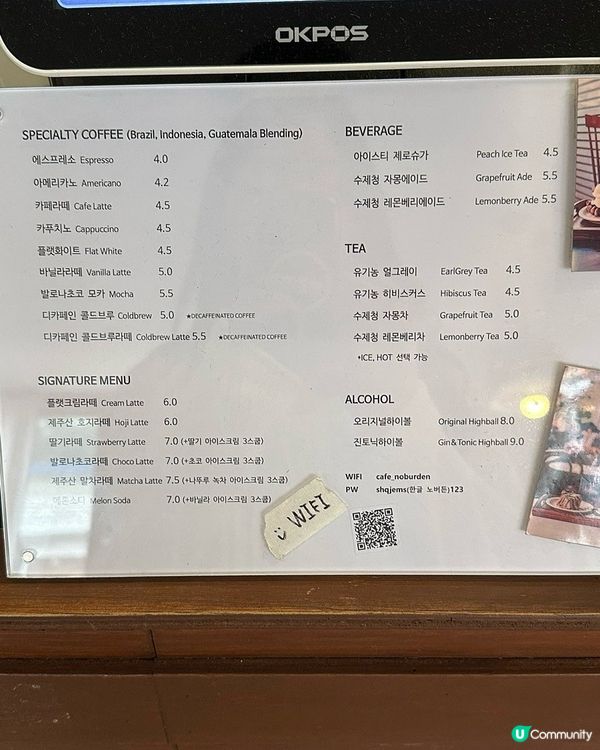 OKPOS
SPECIALTY COFFEE (Brazil, Indonesia, Guatemala Blending)
에스프레소 Espresso 4.0
아메리카노 Americano 4.2
카페라떼 Cafe Latte 4.5
카푸치노 Cappuccino 4.5
플랫화이트 Flat White 4.5
바닐라라떼 Vanilla Latte 5.0
발로나초코 모카 Mocha 5.5
디카페인 콜드브루 Coldbrew 5.0 ★DECAFFEINATED COFFEE
디카페인 콜드브루라떼 Coldbrew Latte 5.5 ★DECAFFEINATED COFFEE
SIGNATURE MENU
플랫크림라떼 Cream Latte 6.0
제주산 호지라떼 Hoji Latte 6.0
딸기라떼 Strawberry Latte 7.0 (+딸기 아이스크림 3스쿱)
발로나초코라떼 Choco Latte 7.0 (+초코 아이스크림 3스쿱)
제주산 말차라떼 Matcha Latte 7.5 (+나뚜루 녹차 아이스크림 3스쿱)
메론소다 Melon Soda 7.0 (+바닐라 아이스크림 3스쿱)
BEVERAGE
아이스티 제로슈가 Peach Ice Tea 4.5
수제청 자몽에이드 Grapefruit Ade 5.5
수제청 레몬베리에이드 Lemonberry Ade 5.5
TEA
유기농 얼그레이 EarlGrey Tea 4.5
유기농 히비스커스 Hibiscus Tea 4.5
수제청 자몽차 Grapefruit Tea 5.0
수제청 레몬베리차 Lemonberry Tea 5.0
*ICE, HOT 선택 가능
ALCOHOL
오리지널하이볼 Original Highball 8.0
진토닉하이볼 Gin&Tonic Highball 9.0
WIFI cafe_noburden
PW shqjems(한글 노버든)123
WIFI
U Community